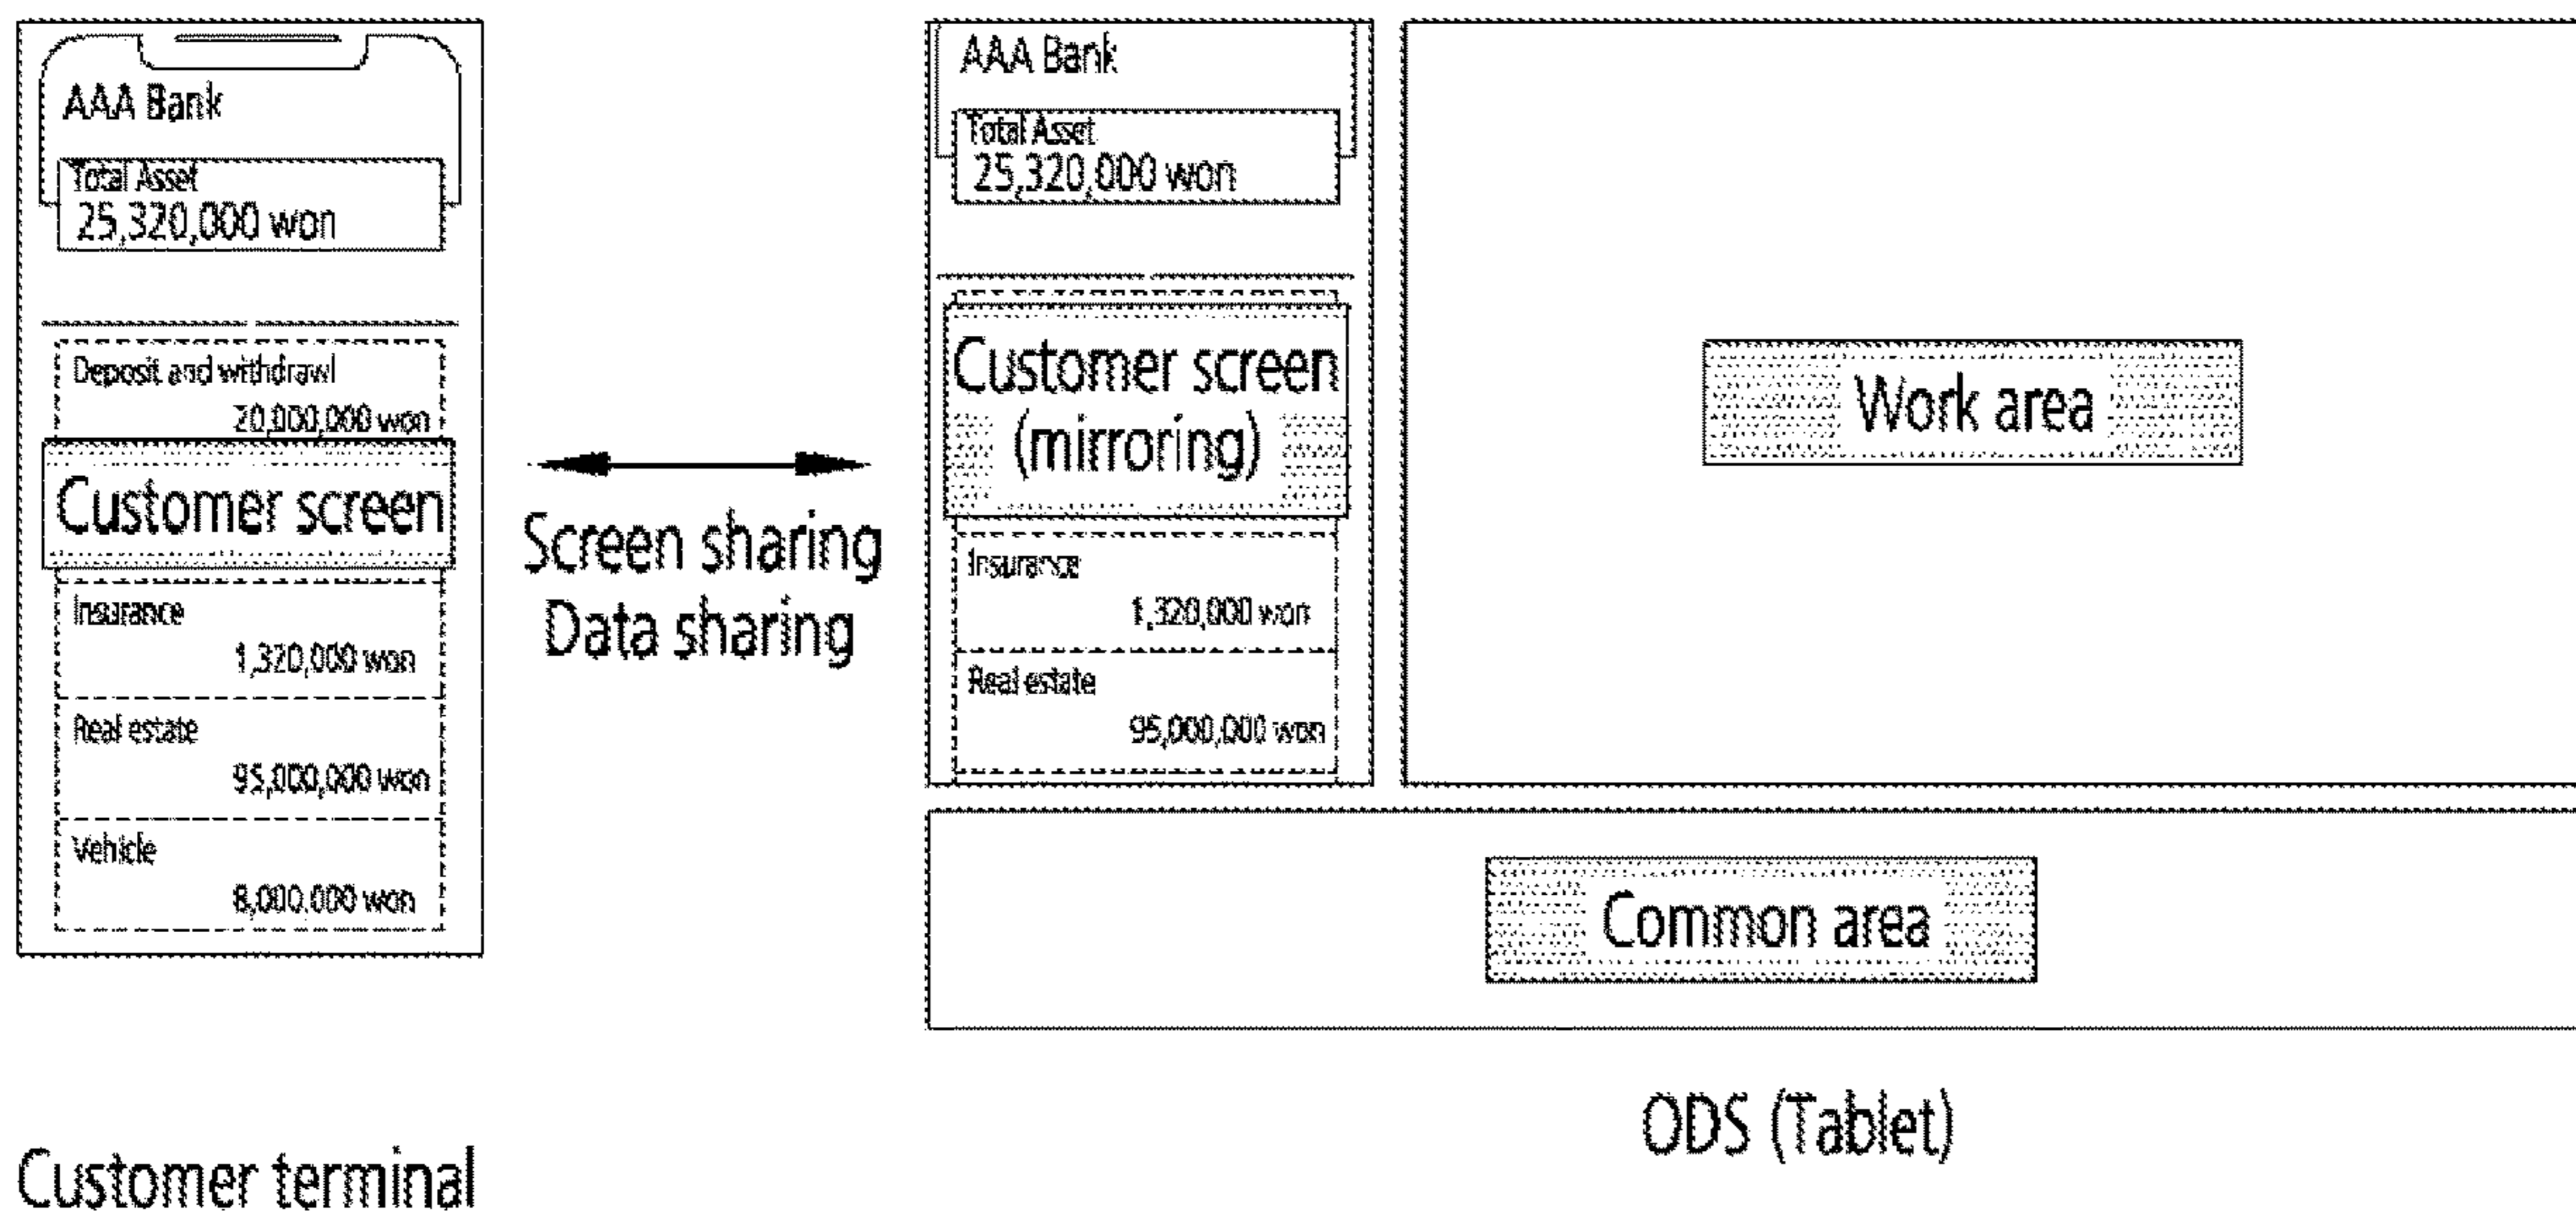 AAA Bank
Total Asset
25,320,000 won
Deposit and withdrawl
20,000,000 won
Customer screen
Insurance
1,320,000 won
Real estate
95,000,000 won
Vehicle
8,000,000 won
Customer terminal
Screen sharing
Data sharing
AAA Bank
Total Asset
25,320,000 won
Customer screen
(mirroring)
Insurance
1,320,000 won
Real estate
95,000,000 won
Work area
Common area
ODS (Tablet)